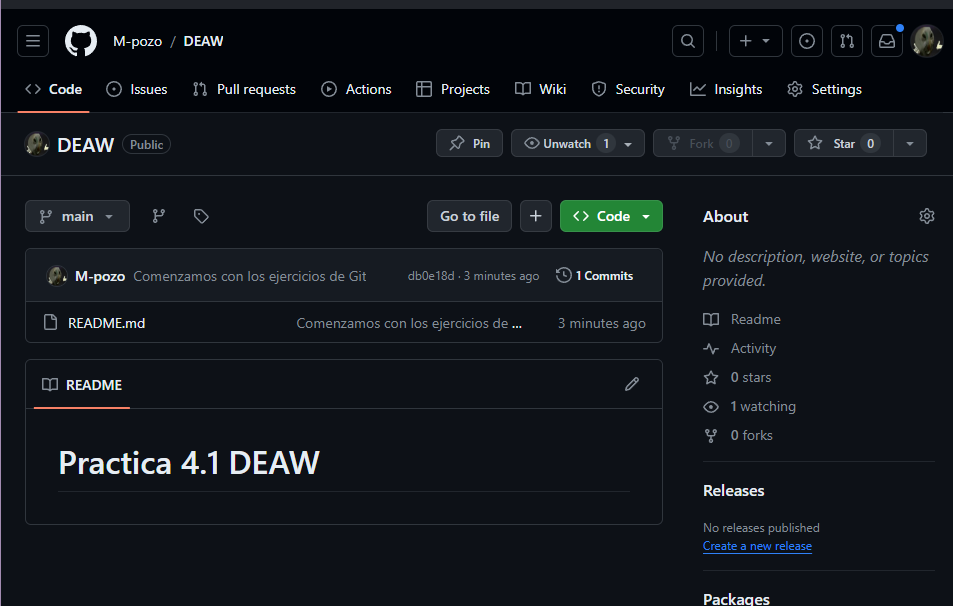 M-pozo / DEAW
Code Issues Pull requests Actions Projects Wiki Security Insights Settings
DEAW Public Pin Unwatch 1 Fork 0 Star 0
main Go to file Code
M-pozo Comenzamos con los ejercicios de Git db0e18d · 3 minutes ago 1 Commits
README.md Comenzamos con los ejercicios de ... 3 minutes ago
README
Practica 4.1 DEAW
About
No description, website, or topics
provided.
Readme
Activity
0 stars
1 watching
0 forks
Releases
No releases published
Create a new release
Packages